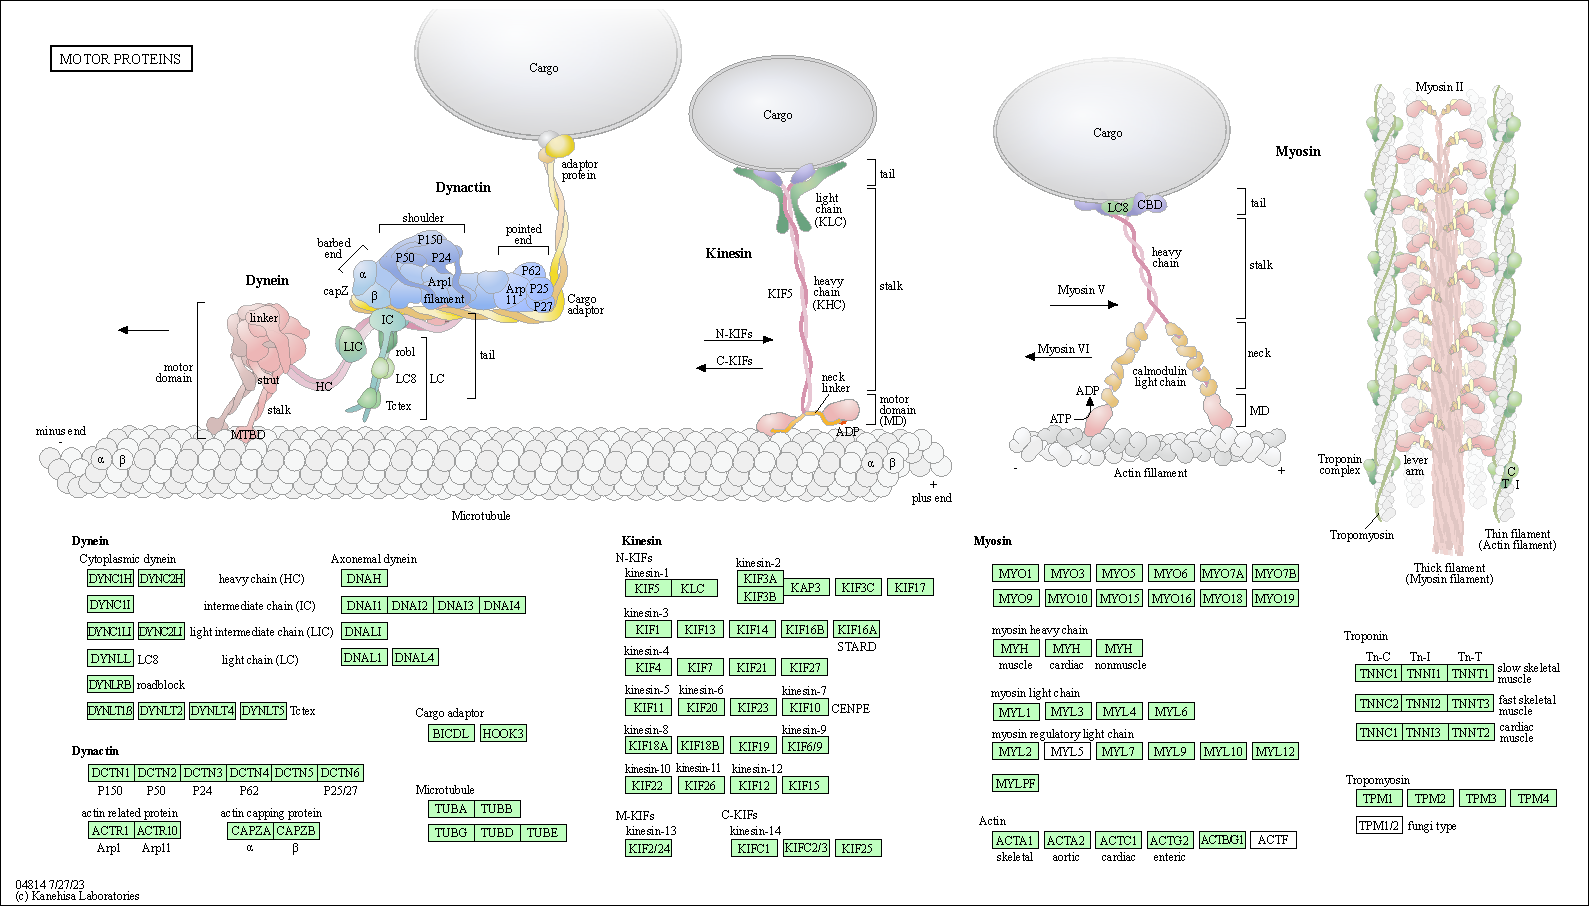 MOTOR PROTEINS
Cargo
adaptor
protein
Dynactin
shoulder
pointed
end
barbed
end
P150
P50
P24
α
β
capZ
Arp1
filament
Arp
11
P62
P25
P27
Cargo
adaptor
Dynein
linker
motor
domain
strut
stalk
MTBD
HC
LIC
IC
robl
LC8
LC
Tctex
tail
minus end
-
α
β
Microtubule
α
β
+
plus end
Cargo
tail
light
chain
(KLC)
Kinesin
KIF5
heavy
chain
(KHC)
stalk
N-KIFs
C-KIFs
neck
linker
motor
domain
(MD)
ADP
Cargo
Myosin
LC8
CBD
tail
heavy
chain
stalk
Myosin V
Myosin VI
neck
calmodulin
light chain
ADP
ATP
MD
-
+
Actin fillament
Myosin II
Troponin
complex
lever
arm
C
T
I
Tropomyosin
Thin filament
(Actin filament)
Thick filament
(Myosin filament)
Dynein
Cytoplasmic dynein
Axonemal dynein
DYNC1H
DYNC2H
heavy chain (HC)
DNAH
DYNC1I
intermediate chain (IC)
DNAI1
DNAI2
DNAI3
DNAI4
DYNC1LI
DYNC2LI
light intermediate chain (LIC)
DNALI
DYNLL
LC8
light chain (LC)
DNAL1
DNAL4
DYNLRB
roadblock
DYNLT1ß
DYNLT2
DYNLT4
DYNLT5
Tctex
Cargo adaptor
BICDL
HOOK3
Dynactin
DCTN1
DCTN2
DCTN3
DCTN4
DCTN5
DCTN6
P150
P50
P24
P62
P25/27
actin related protein
actin capping protein
ACTR1
ACTR10
CAPZA
CAPZB
Arp1
Arp11
α
β
Microtubule
TUBA
TUBB
TUBG
TUBD
TUBE
Kinesin
N-KIFs
kinesin-1
kinesin-2
KIF5
KLC
KIF3A
KIF3B
KAP3
KIF3C
KIF17
kinesin-3
KIF1
KIF13
KIF14
KIF16B
KIF16A
STARD
kinesin-4
KIF4
KIF7
KIF21
KIF27
kinesin-5
kinesin-6
kinesin-7
KIF11
KIF20
KIF23
KIF10
CENPE
kinesin-8
kinesin-9
KIF18A
KIF18B
KIF19
KIF6/9
kinesin-10
kinesin-11
kinesin-12
KIF22
KIF26
KIF12
KIF15
M-KIFs
C-KIFs
kinesin-13
kinesin-14
KIF2/24
KIFC1
KIFC2/3
KIF25
Myosin
MYO1
MYO3
MYO5
MYO6
MYO7A
MYO7B
MYO9
MYO10
MYO15
MYO16
MYO18
MYO19
myosin heavy chain
MYH
MYH
MYH
muscle
cardiac
nonmuscle
myosin light chain
MYL1
MYL3
MYL4
MYL6
myosin regulatory light chain
MYL2
MYL5
MYL7
MYL9
MYL10
MYL12
MYLPF
Actin
ACTA1
ACTA2
ACTC1
ACTG2
ACTB/G1
ACTF
skeletal
aortic
cardiac
enteric
Troponin
Tn-C
Tn-I
Tn-T
TNNC1
TNNI1
TNNT1
slow skeletal
muscle
TNNC2
TNNI2
TNNT3
fast skeletal
muscle
TNNC1
TNNI3
TNNT2
cardiac
muscle
Tropomyosin
TPM1
TPM2
TPM3
TPM4
TPM1/2
fungi type
04814 7/27/23
(c) Kanehisa Laboratories